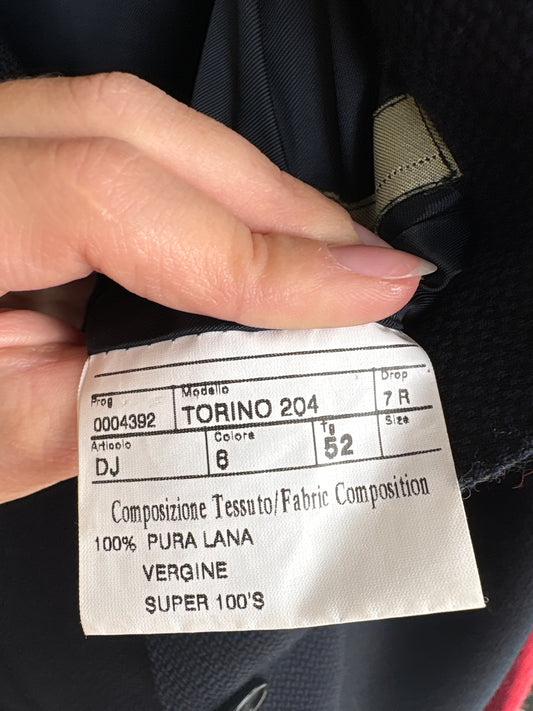 Prog Modello Drop
0004392 TORINO 204 7 R
Articolo Colore Tg Size
DJ 8 52
Composizione Tessuto/Fabric Composition
100% PURA LANA
VERGINE
SUPER 100'S